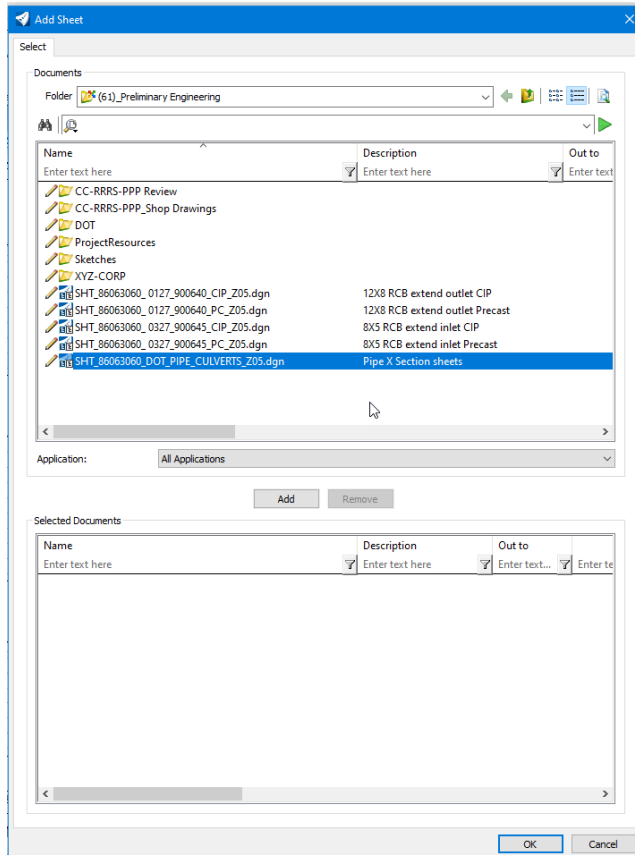 Add Sheet
Select
Documents
Folder (61)_Preliminary Engineering
Name Description Out to
Enter text here Enter text here Enter text
CC-RRRS-PPP Review
CC-RRRS-PPP_Shop Drawings
DOT
ProjectResources
Sketches
XYZ-CORP
SHT_86063060_ 0127_900640_CIP_Z05.dgn 12X8 RCB extend outlet CIP
SHT_86063060_ 0127_900640_PC_Z05.dgn 12X8 RCB extend outlet Precast
SHT_86063060_ 0327_900645_CIP_Z05.dgn 8X5 RCB extend inlet CIP
SHT_86063060_ 0327_900645_PC_Z05.dgn 8X5 RCB extend inlet Precast
SHT_86063060_DOT_PIPE_CULVERTS_Z05.dgn Pipe X Section sheets
Application: All Applications
Add Remove
Selected Documents
Name Description Out to
Enter text here Enter text here Enter text... Enter te
OK Cancel